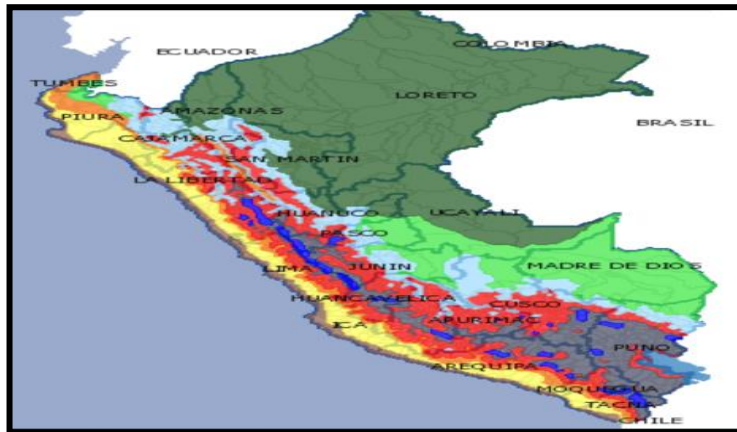 ECUADOR
COLOMBIA
TUMBES
LORETO
AMAZONAS
PIURA
BRASIL
CAJAMARCA
SAN MARTIN
LA LIBERTAD
HUANUCO
UCAYALI
PASCO
LIMA
JUNIN
MADRE DE DIOS
HUANCAVELICA
CUSCO
ICA
APURIMAC
PUNO
AREQUIPA
MOQUEGUA
TACNA
CHILE